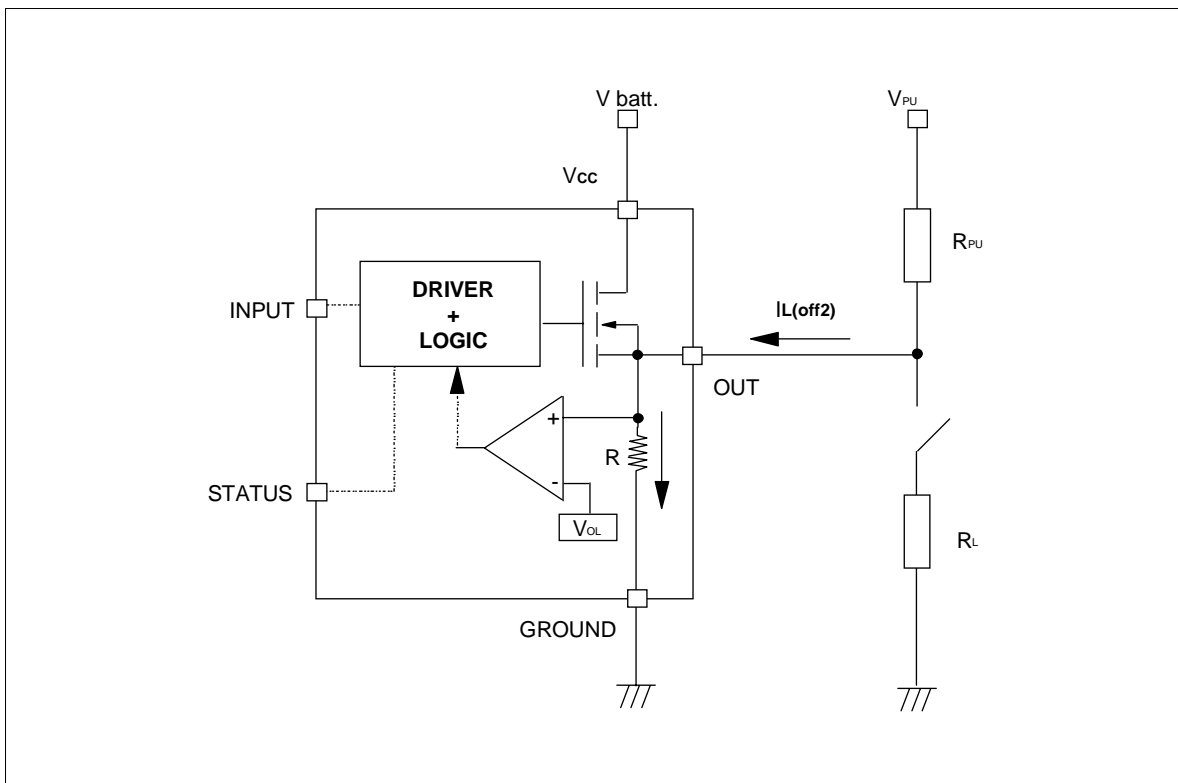 V batt.
VPU
Vcc
RPU
DRIVER
+
LOGIC
INPUT
IL(off2)
OUT
+
R
-
STATUS
VOL
RL
GROUND